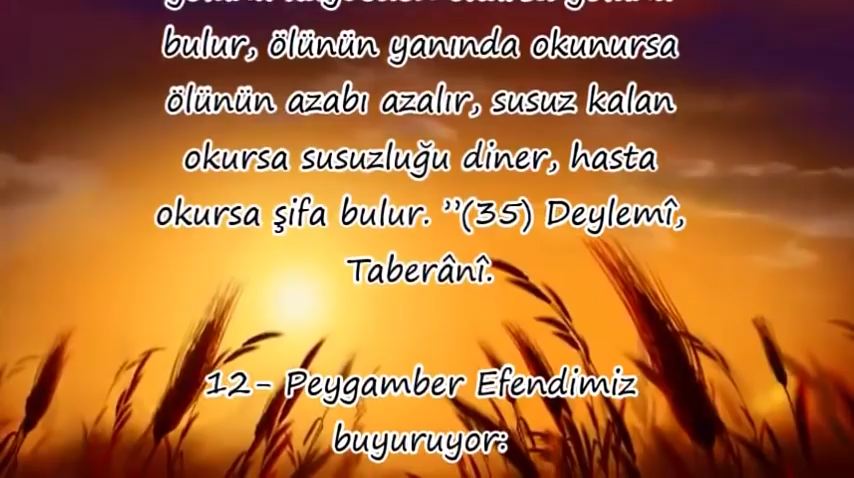 bulur, ölünün yanında okunursa
ölünün azabı azalır, susuz kalan
okursa susuzluğu diner, hasta
okursa şifa bulur. ”(35) Deylemî,
Taberânî.
12- Peygamber Efendimiz
buyuruyor: